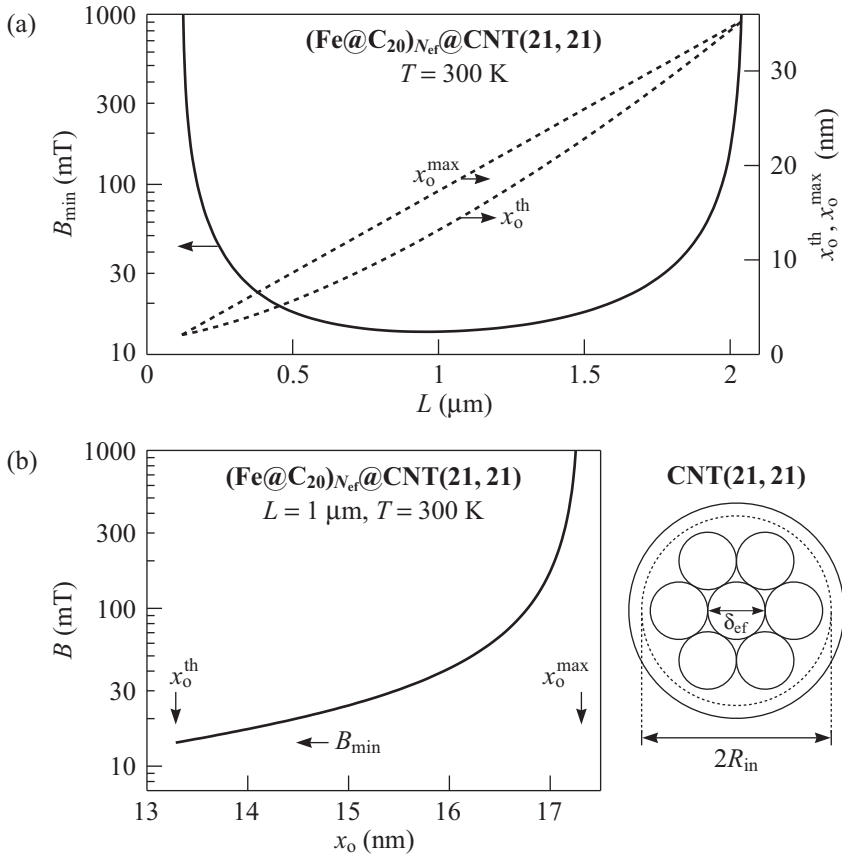 (a)
(Fe@C₂₀)_{N_ef}@CNT(21, 21)
T = 300 K
1000
300
100
30
10
B_min (mT)
x_o^max
x_o^th
30
20
10
0
x_o^th, x_o^max (nm)
0
0.5
1
1.5
2
L (μm)
(b)
(Fe@C₂₀)_{N_ef}@CNT(21, 21)
L = 1 μm, T = 300 K
1000
300
100
30
10
B (mT)
x_o^th
x_o^max
B_min
13
14
15
16
17
x_o (nm)
CNT(21, 21)
δ_ef
2R_in